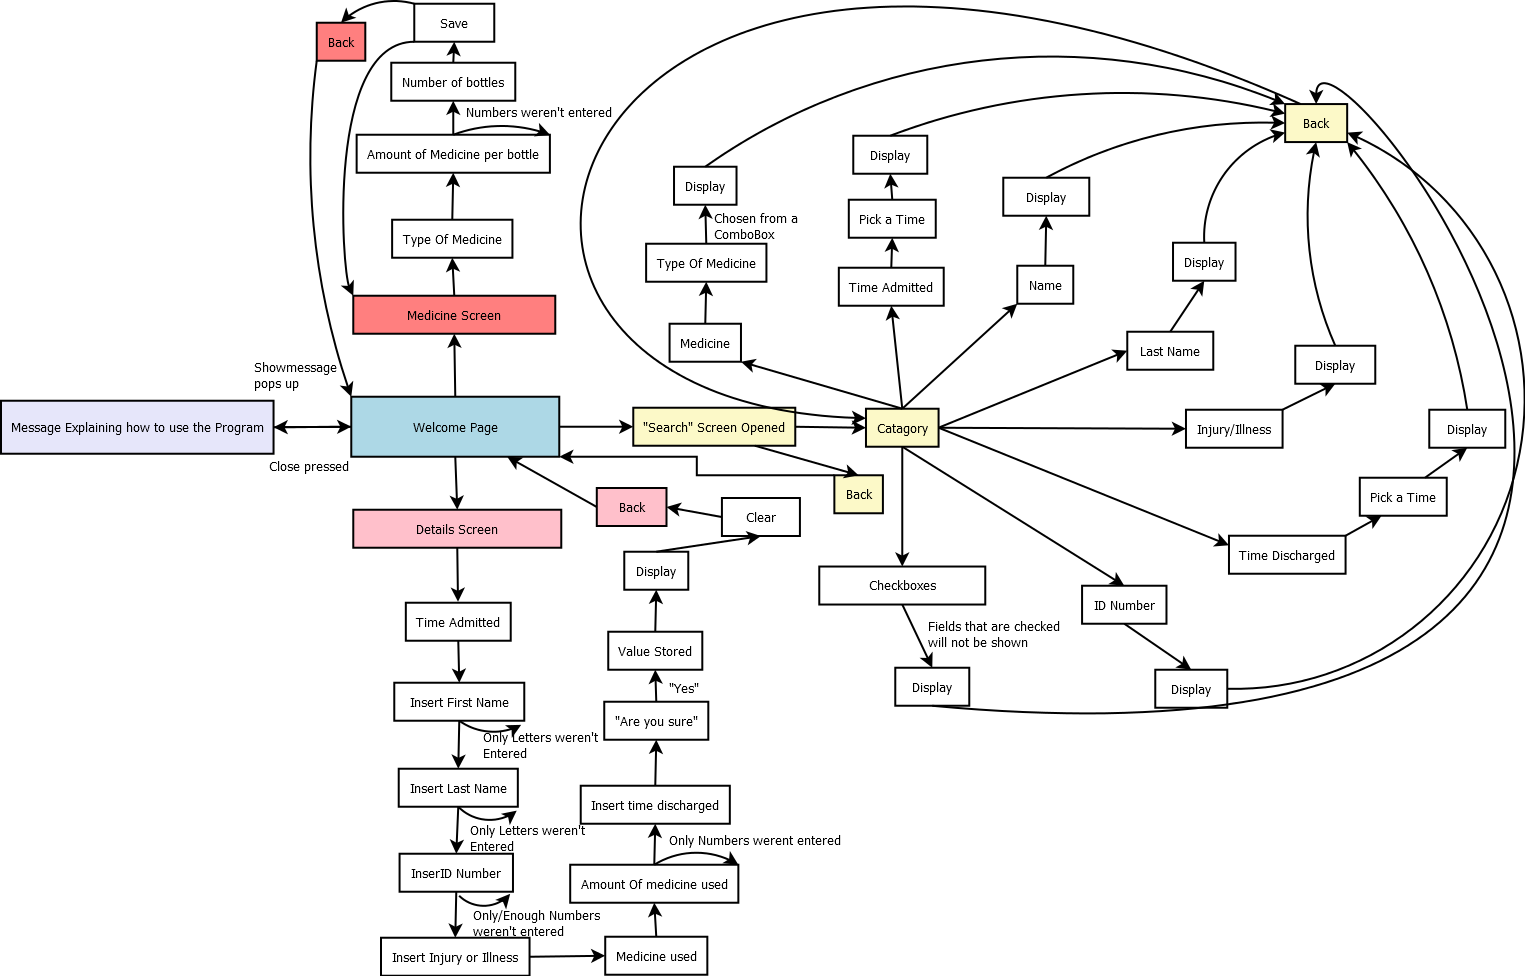 Save
Back
Number of bottles
Numbers weren't entered
Amount of Medicine per bottle
Type Of Medicine
Medicine Screen
Showmessage
pops up
Message Explaining how to use the Program
Welcome Page
Close pressed
"Search" Screen Opened
Catagory
Back
Details Screen
Back
Clear
Display
Time Admitted
Value Stored
"Yes"
Insert First Name
"Are you sure"
Only Letters weren't
Entered
Insert Last Name
Insert time discharged
Only Letters weren't
Entered
Only Numbers werent entered
InserID Number
Amount Of medicine used
Only/Enough Numbers
weren't entered
Insert Injury or Illness
Medicine used
Back
Display
Chosen from a
ComboBox
Type Of Medicine
Medicine
Display
Pick a Time
Time Admitted
Display
Name
Display
Last Name
Display
Injury/Illness
Display
Pick a Time
Time Discharged
Checkboxes
Fields that are checked
will not be shown
Display
ID Number
Display